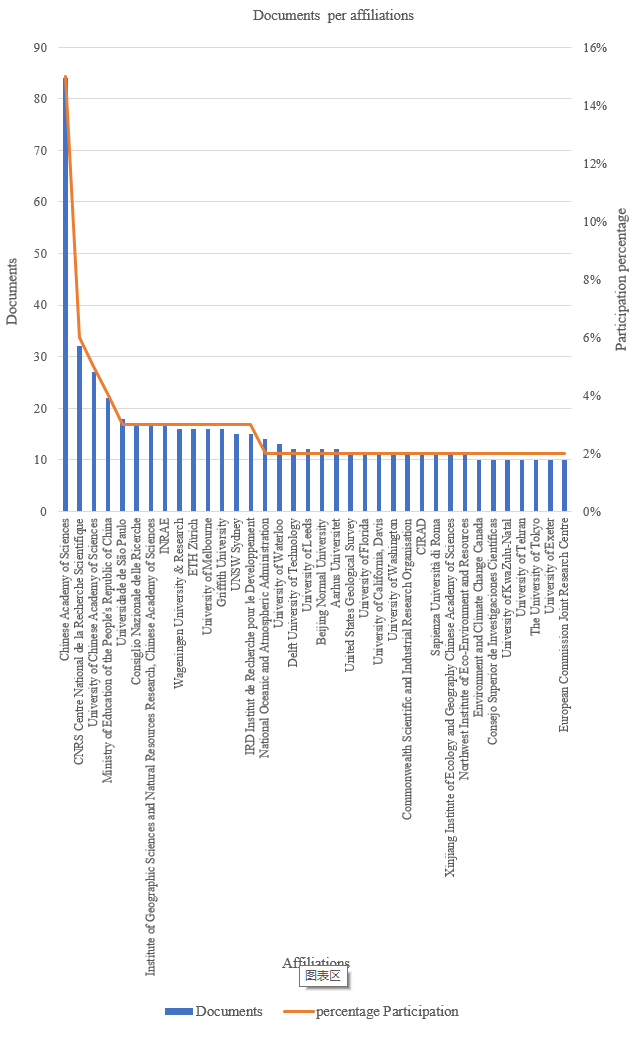 Documents per affiliations
90
80
70
60
50
40
30
20
10
0
Documents
16%
14%
12%
10%
8%
6%
4%
2%
0%
Participation percentage
Chinese Academy of Sciences
CNRS Centre National de la Recherche Scientifique
University of Chinese Academy of Sciences
Ministry of Education of the People's Republic of China
Universidade de São Paulo
Consiglio Nazionale delle Ricerche
Institute of Geographic Sciences and Natural Resources Research, Chinese Academy of Sciences
INRAE
Wageningen University & Research
ETH Zürich
University of Melbourne
Griffith University
UNSW Sydney
IRD Institut de Recherche pour le Developpement
National Oceanic and Atmospheric Administration
University of Waterloo
Delft University of Technology
University of Leeds
Beijing Normal University
Aarhus Universitet
United States Geological Survey
University of Florida
University of California, Davis
University of Washington
Commonwealth Scientific and Industrial Research Organisation
CIRAD
Sapienza Università di Roma
Xinjiang Institute of Ecology and Geography Chinese Academy of Sciences
Northwest Institute of Eco-Environment and Resources
Environment and Climate Change Canada
Consejo Superior de Investigaciones Científicas
University of KwaZulu-Natal
University of Tehran
The University of Tokyo
University of Exeter
European Commission Joint Research Centre
Affiliations
图表区
Documents
percentage Participation